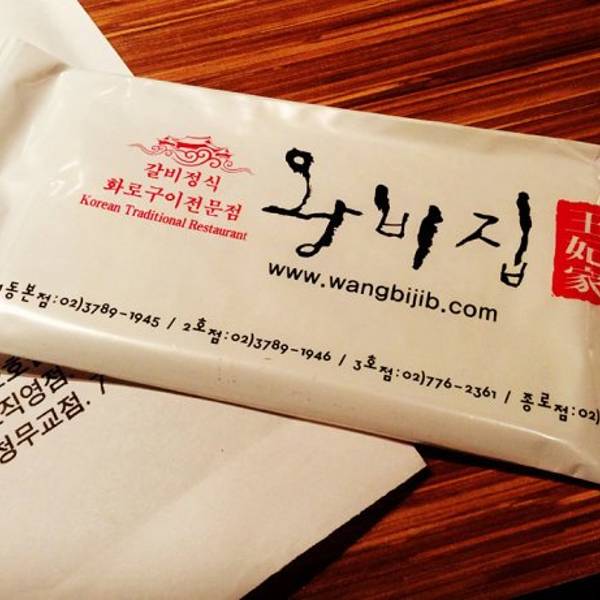 갈비정식
화로구이전문점
Korean Traditional Restaurant
왕비집
王妃家
www.wangbijib.com
동본점:02)3789-1945 / 2호점:02)3789-1946 / 3호점:02)776-2361 / 종로점:02)
직영점.
정무교점. 7